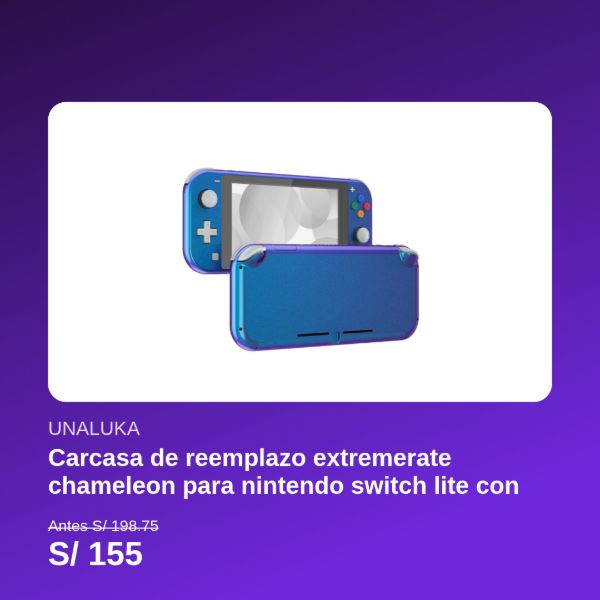 UNALUKA
Carcasa de reemplazo extremerate
chameleon para nintendo switch lite con
Antes S/ 198.75
S/ 155